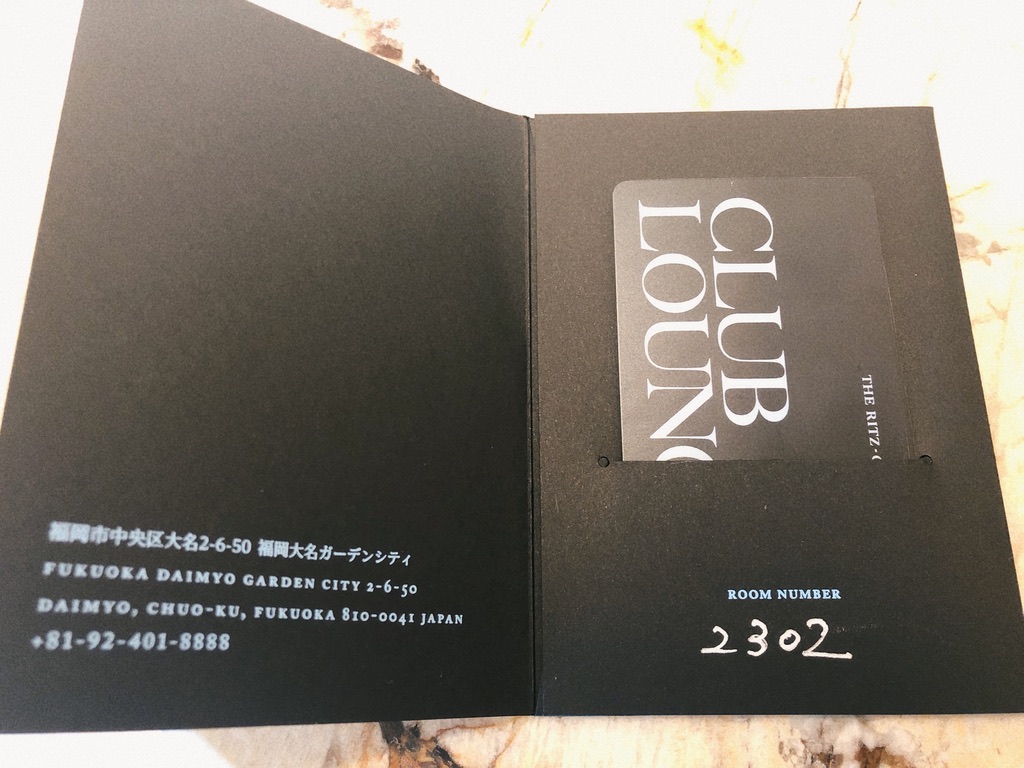 福岡市中央区大名2-6-50 福岡大名ガーデンシティ
FUKUOKA DAIMYO GARDEN CITY 2-6-50
DAIMYO, CHUO-KU, FUKUOKA 810-0041 JAPAN
+81-92-401-8888
CLUB
LOUNG
THE RITZ-C
ROOM NUMBER
2302